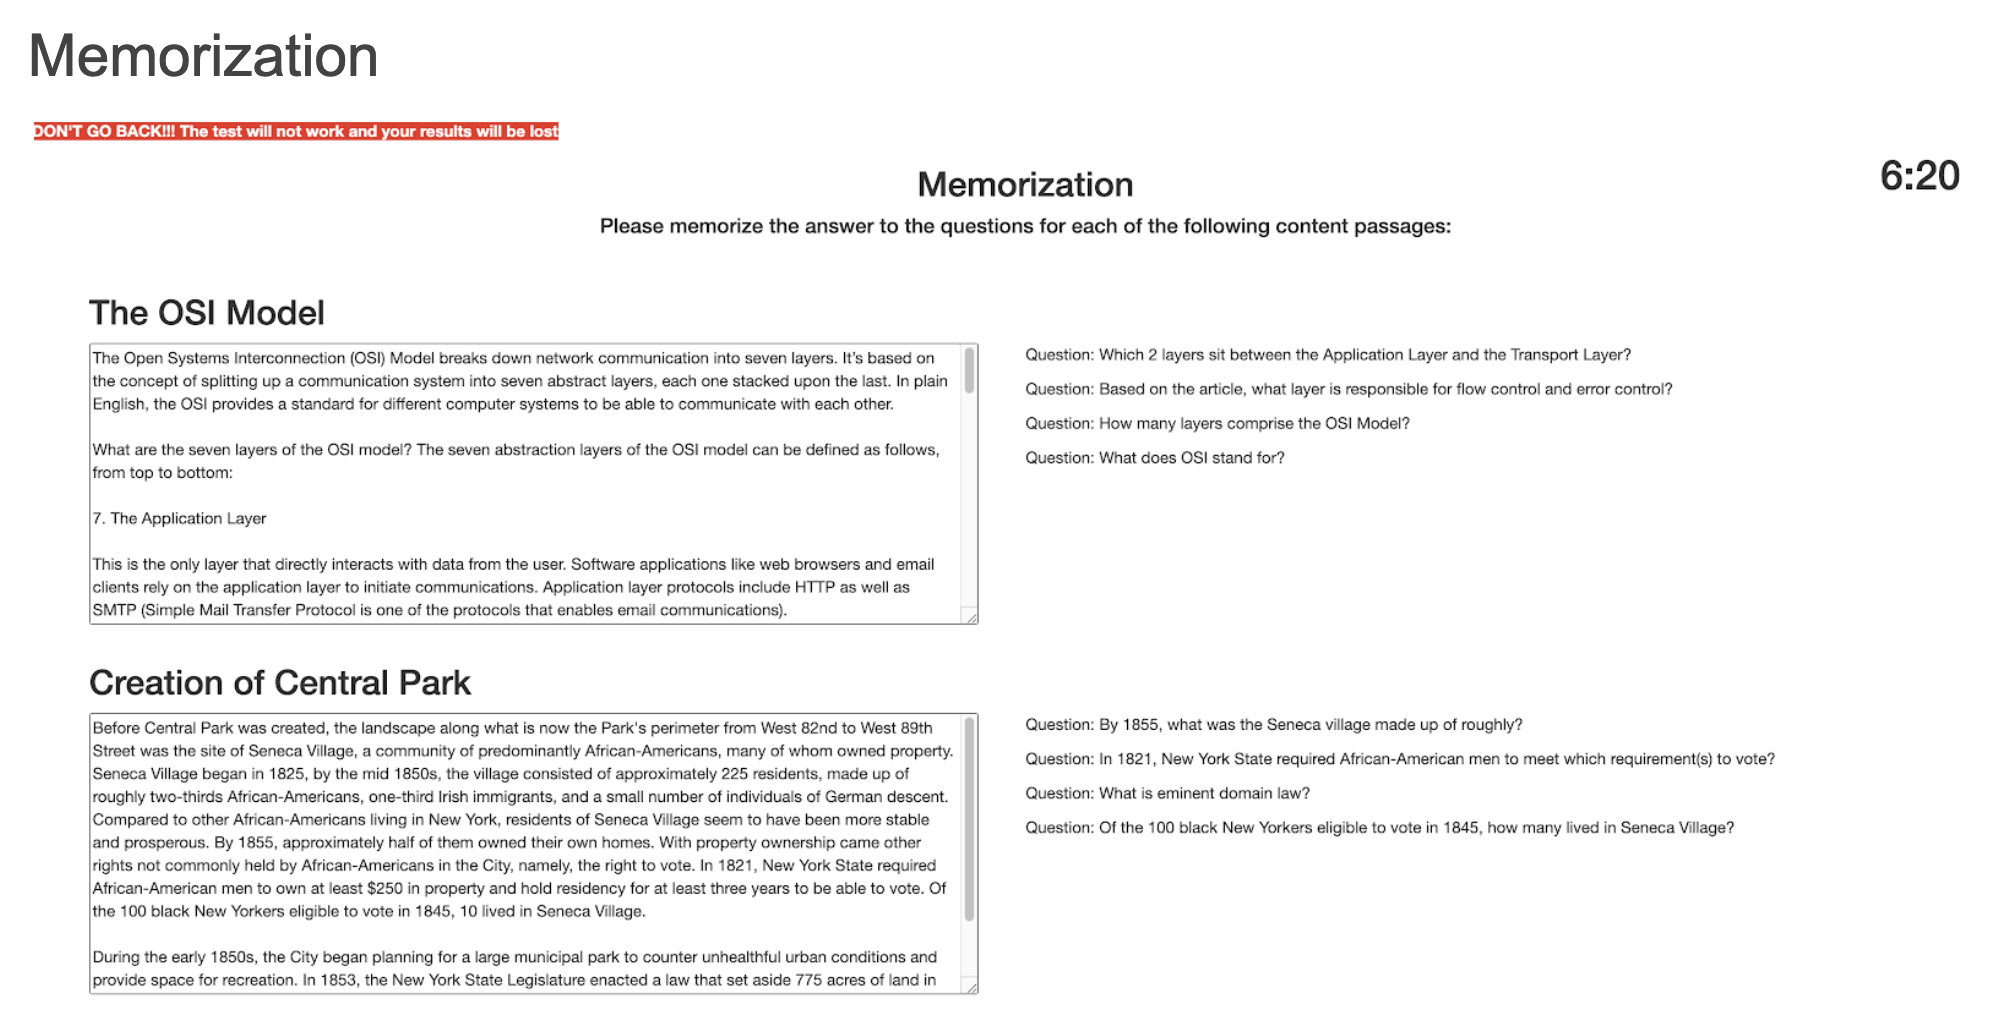 Memorization
DON'T GO BACK!!! The test will not work and your results will be lost
6:20
Memorization
Please memorize the answer to the questions for each of the following content passages:
The OSI Model
The Open Systems Interconnection (OSI) Model breaks down network communication into seven layers. It's based on
the concept of splitting up a communication system into seven abstract layers, each one stacked upon the last. In plain
English, the OSI provides a standard for different computer systems to be able to communicate with each other.
What are the seven layers of the OSI model? The seven abstraction layers of the OSI model can be defined as follows,
from top to bottom:
7. The Application Layer
This is the only layer that directly interacts with data from the user. Software applications like web browsers and email
clients rely on the application layer to initiate communications. Application layer protocols include HTTP as well as
SMTP (Simple Mail Transfer Protocol is one of the protocols that enables email communications).
Question: Which 2 layers sit between the Application Layer and the Transport Layer?
Question: Based on the article, what layer is responsible for flow control and error control?
Question: How many layers comprise the OSI Model?
Question: What does OSI stand for?
Creation of Central Park
Before Central Park was created, the landscape along what is now the Park's perimeter from West 82nd to West 89th
Street was the site of Seneca Village, a community of predominantly African-Americans, many of whom owned property.
Seneca Village began in 1825, by the mid 1850s, the village consisted of approximately 225 residents, made up of
roughly two-thirds African-Americans, one-third Irish immigrants, and a small number of individuals of German descent.
Compared to other African-Americans living in New York, residents of Seneca Village seem to have been more stable
and prosperous. By 1855, approximately half of them owned their own homes. With property ownership came other
rights not commonly held by African-Americans in the City, namely, the right to vote. In 1821, New York State required
African-American men to own at least $250 in property and hold residency for at least three years to be able to vote. Of
the 100 black New Yorkers eligible to vote in 1845, 10 lived in Seneca Village.
During the early 1850s, the City began planning for a large municipal park to counter unhealthful urban conditions and
provide space for recreation. In 1853, the New York State Legislature enacted a law that set aside 775 acres of land in
Question: By 1855, what was the Seneca village made up of roughly?
Question: In 1821, New York State required African-American men to meet which requirement(s) to vote?
Question: What is eminent domain law?
Question: Of the 100 black New Yorkers eligible to vote in 1845, how many lived in Seneca Village?